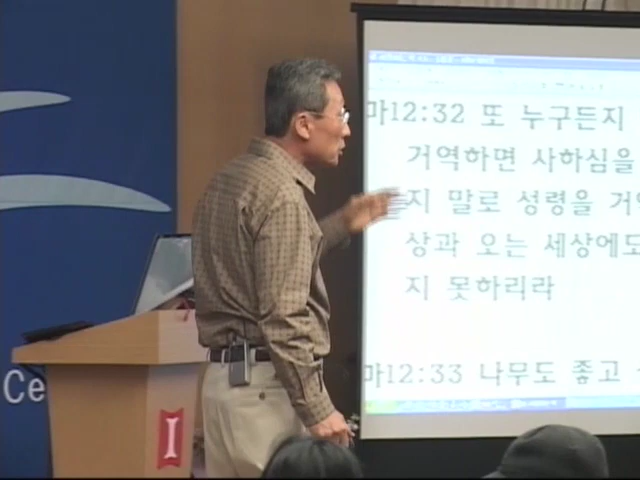 마12:32 또 누구든지
거역하면 사하심을
지 말로 성령을 거역
상과 오는 세상에도
지 못하리라
마12:33 나무도 좋고
Ce
I